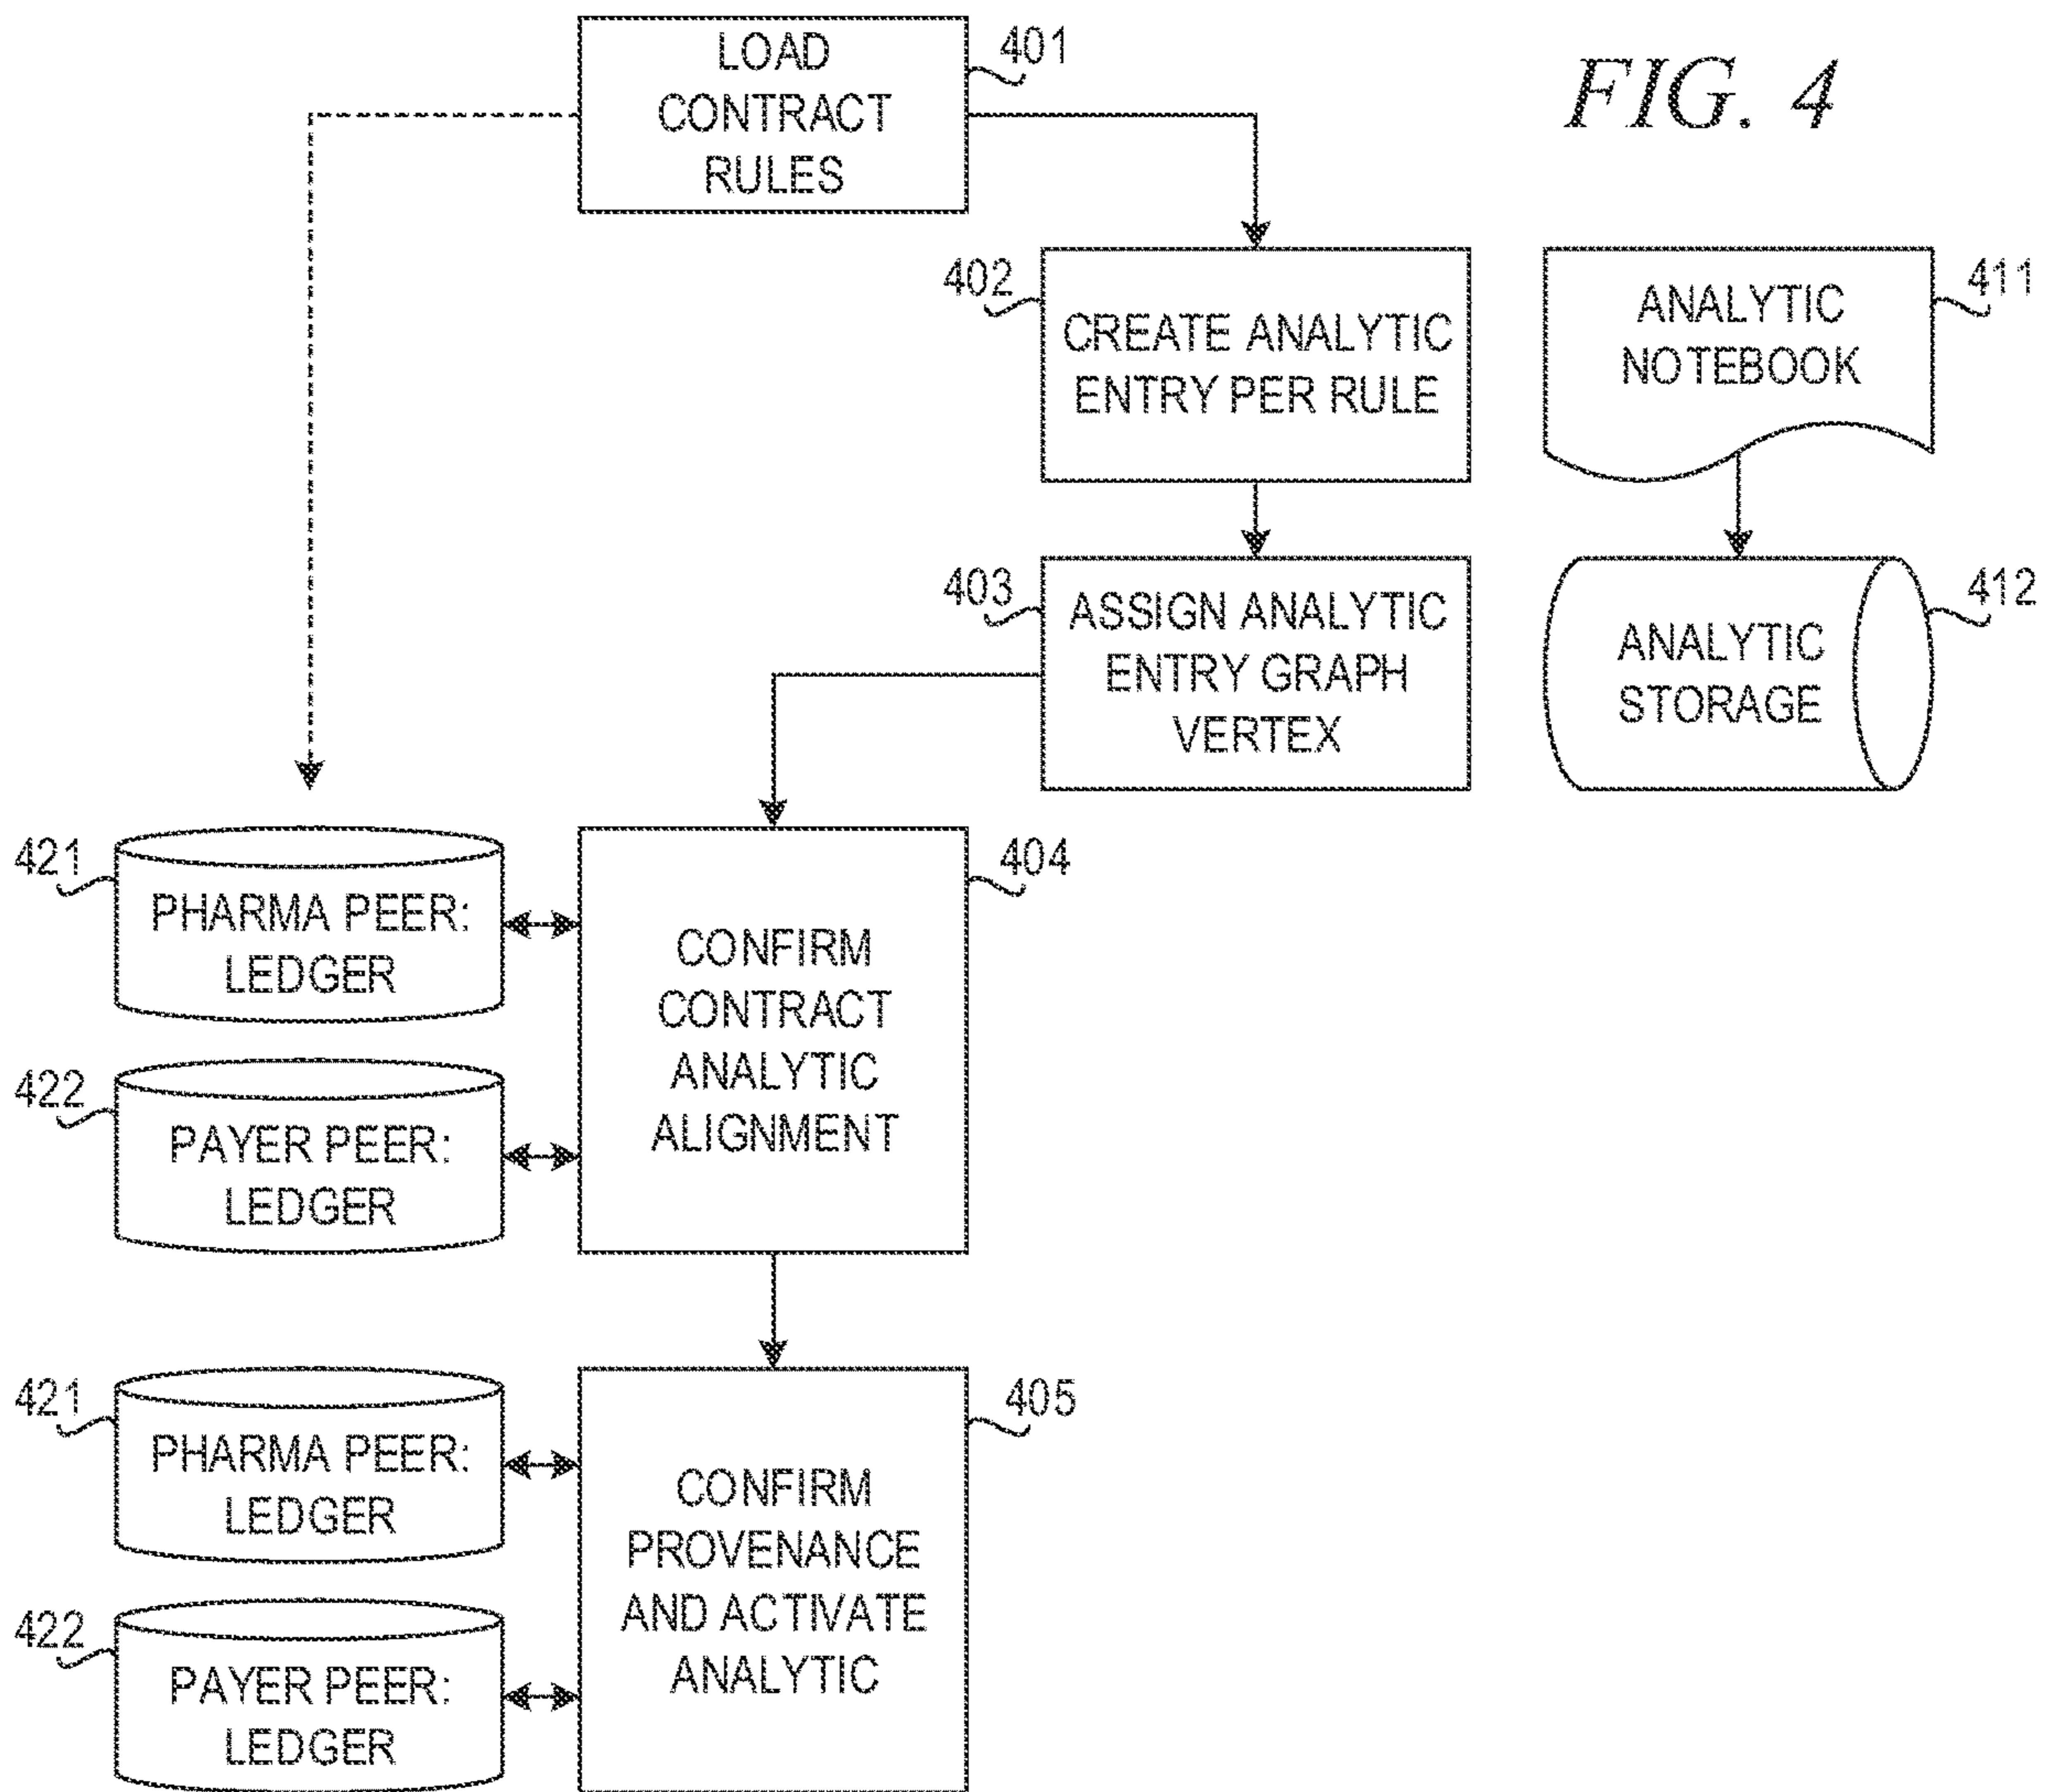 FIG. 4
LOAD
CONTRACT
RULES
401
402
CREATE ANALYTIC
ENTRY PER RULE
411
ANALYTIC
NOTEBOOK
403
ASSIGN ANALYTIC
ENTRY GRAPH
VERTEX
412
ANALYTIC
STORAGE
421
PHARMA PEER:
LEDGER
404
CONFIRM
CONTRACT
ANALYTIC
ALIGNMENT
422
PAYER PEER:
LEDGER
421
PHARMA PEER:
LEDGER
405
CONFIRM
PROVENANCE
AND ACTIVATE
ANALYTIC
422
PAYER PEER:
LEDGER